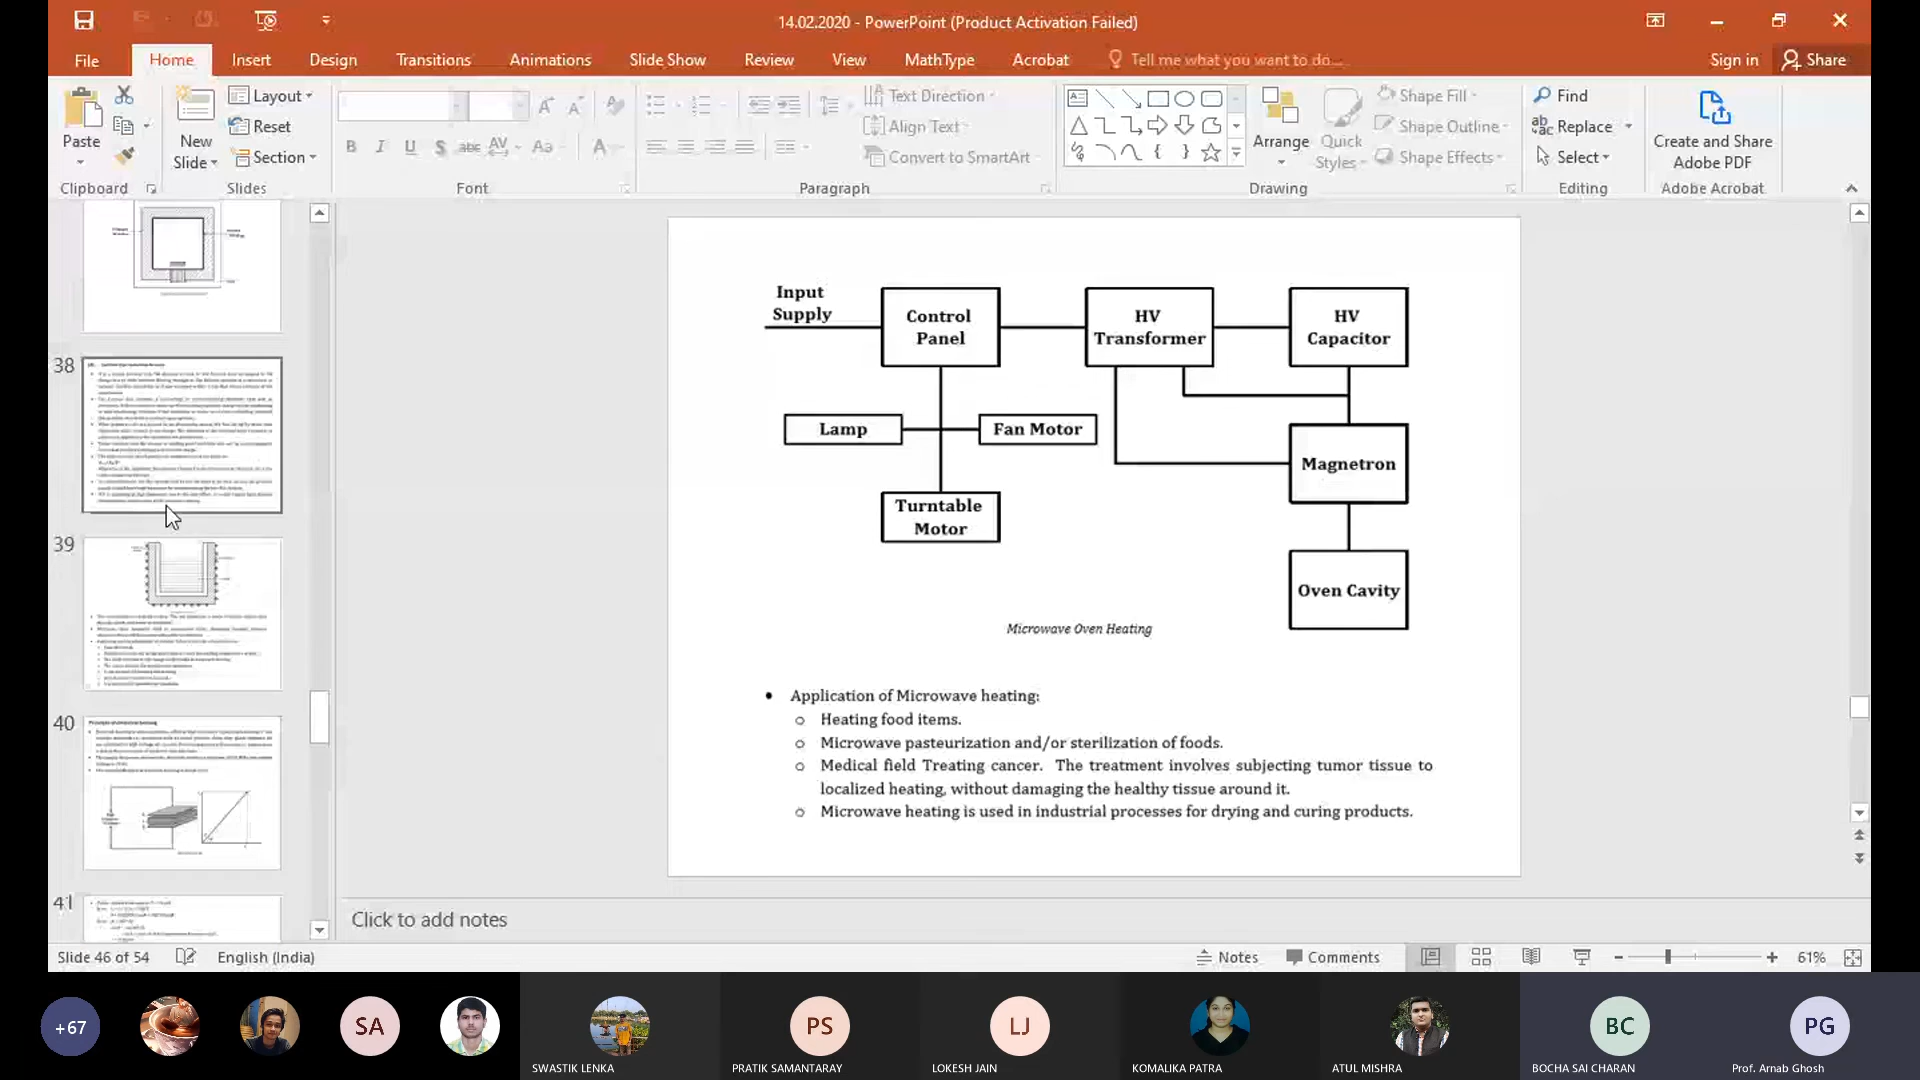 14.02.2020 - PowerPoint (Product Activation Failed)
File Home Insert Design Transitions Animations Slide Show Review View MathType Acrobat Tell me what you want to do... Sign in Share
Paste
Clipboard
New Slide
Layout
Reset
Section
Slides
B I U S abc AV Aa A
Font
Text Direction
Align Text
Convert to SmartArt
Paragraph
Arrange
Quick Styles
Shape Fill
Shape Outline
Shape Effects
Drawing
Find
Replace
Select
Editing
Create and Share
Adobe PDF
Adobe Acrobat
38
39
40
41
Input
Supply
Control
Panel
HV
Transformer
HV
Capacitor
Lamp
Fan Motor
Magnetron
Turntable
Motor
Oven Cavity
Microwave Oven Heating
• Application of Microwave heating:
o Heating food items.
o Microwave pasteurization and/or sterilization of foods.
o Medical field Treating cancer. The treatment involves subjecting tumor tissue to
localized heating, without damaging the healthy tissue around it.
o Microwave heating is used in industrial processes for drying and curing products.
Click to add notes
Slide 46 of 54 English (India) Notes Comments 61%
+67 SA PS LJ BC PG
SWASTIK LENKA PRATIK SAMANTARAY LOKESH JAIN KOMALIKA PATRA ATUL MISHRA BOCHA SAI CHARAN Prof. Arnab Ghosh